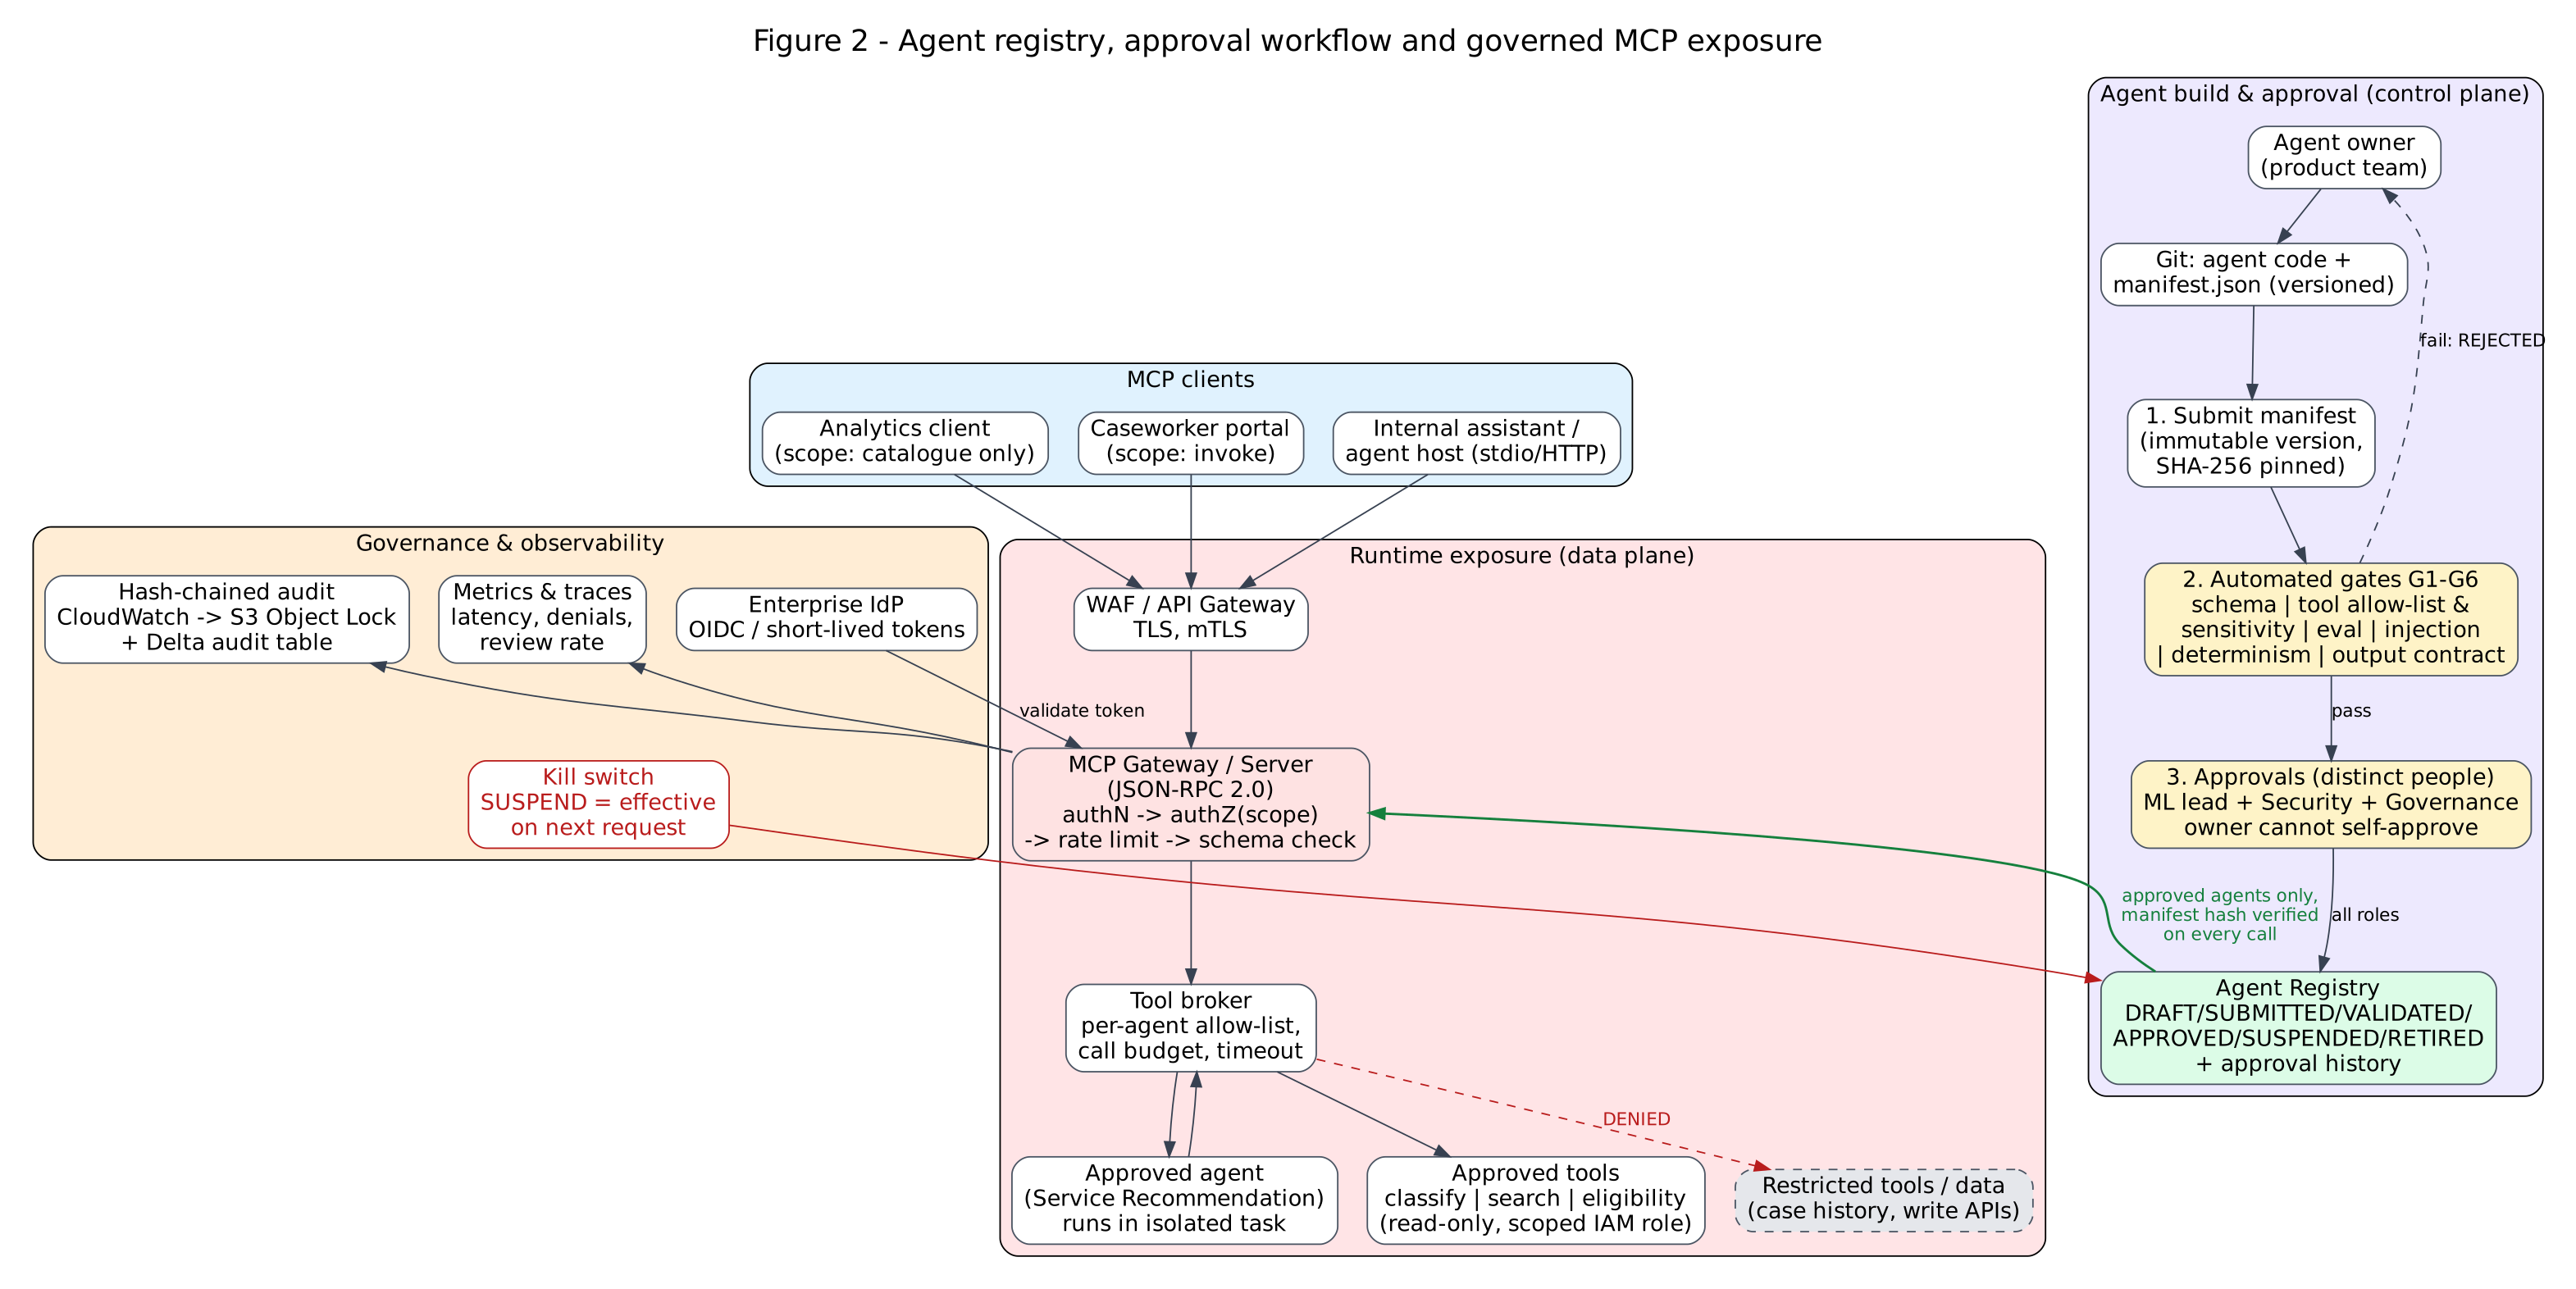 Figure 2 - Agent registry, approval workflow and governed MCP exposure
Agent build & approval (control plane)
Agent owner
(product team)
Git: agent code +
manifest.json (versioned)
fail: REJECTED
1. Submit manifest
(immutable version,
SHA-256 pinned)
2. Automated gates G1-G6
schema | tool allow-list &
sensitivity | eval | injection
| determinism | output contract
pass
3. Approvals (distinct people)
ML lead + Security + Governance
owner cannot self-approve
approved agents only,
manifest hash verified
on every call
all roles
Agent Registry
DRAFT/SUBMITTED/VALIDATED/
APPROVED/SUSPENDED/RETIRED
+ approval history
MCP clients
Analytics client
(scope: catalogue only)
Caseworker portal
(scope: invoke)
Internal assistant /
agent host (stdio/HTTP)
Governance & observability
Hash-chained audit
CloudWatch -> S3 Object Lock
+ Delta audit table
Metrics & traces
latency, denials,
review rate
Enterprise IdP
OIDC / short-lived tokens
validate token
Kill switch
SUSPEND = effective
on next request
Runtime exposure (data plane)
WAF / API Gateway
TLS, mTLS
MCP Gateway / Server
(JSON-RPC 2.0)
authN -> authZ(scope)
-> rate limit -> schema check
Tool broker
per-agent allow-list,
call budget, timeout
DENIED
Approved agent
(Service Recommendation)
runs in isolated task
Approved tools
classify | search | eligibility
(read-only, scoped IAM role)
Restricted tools / data
(case history, write APIs)